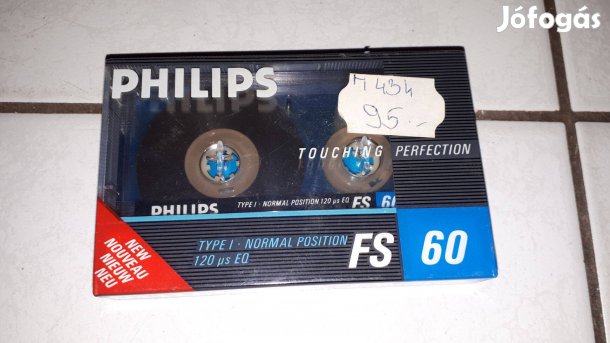 Jófogás
PHILIPS
M 434
95.-
TOUCHING PERFECTION
TYPE I · NORMAL POSITION 120 µs EQ FS 60
PHILIPS
NEW
NOUVEAU
NIEUW
NEU
TYPE I · NORMAL POSITION
120 µs EQ
FS 60